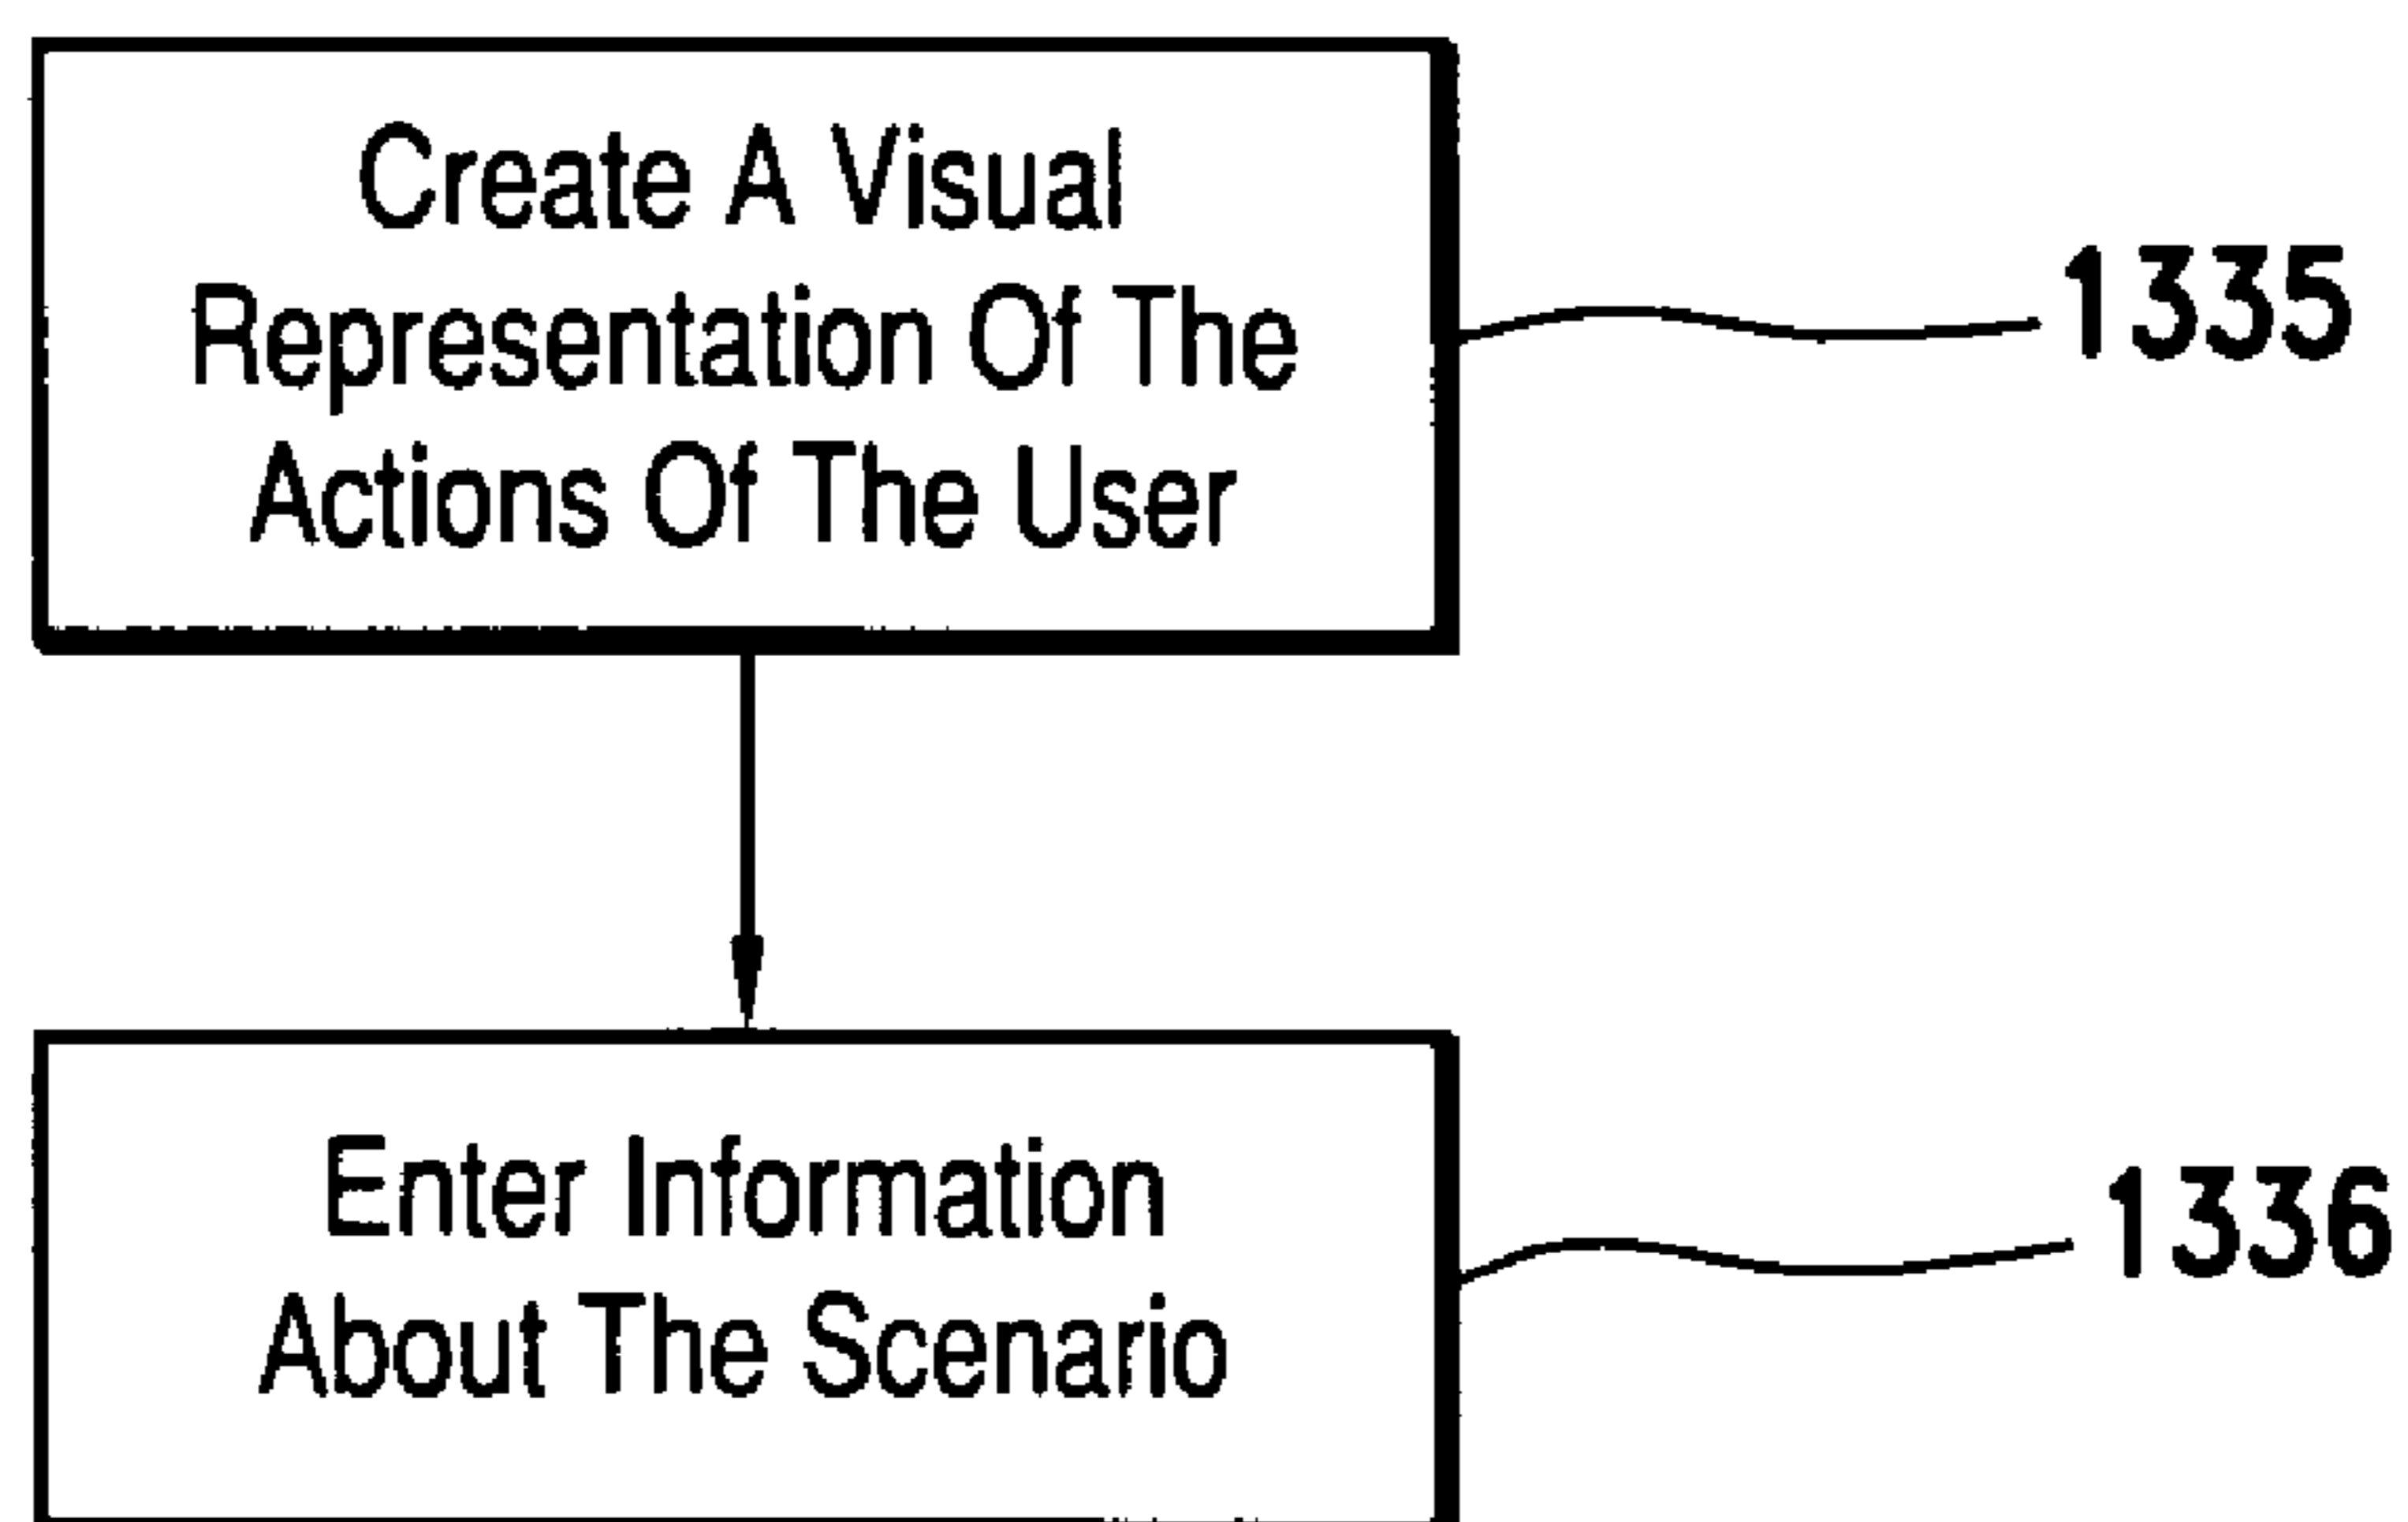 Create A Visual
Representation Of The
Actions Of The User
1335
Enter Information
About The Scenario
1336